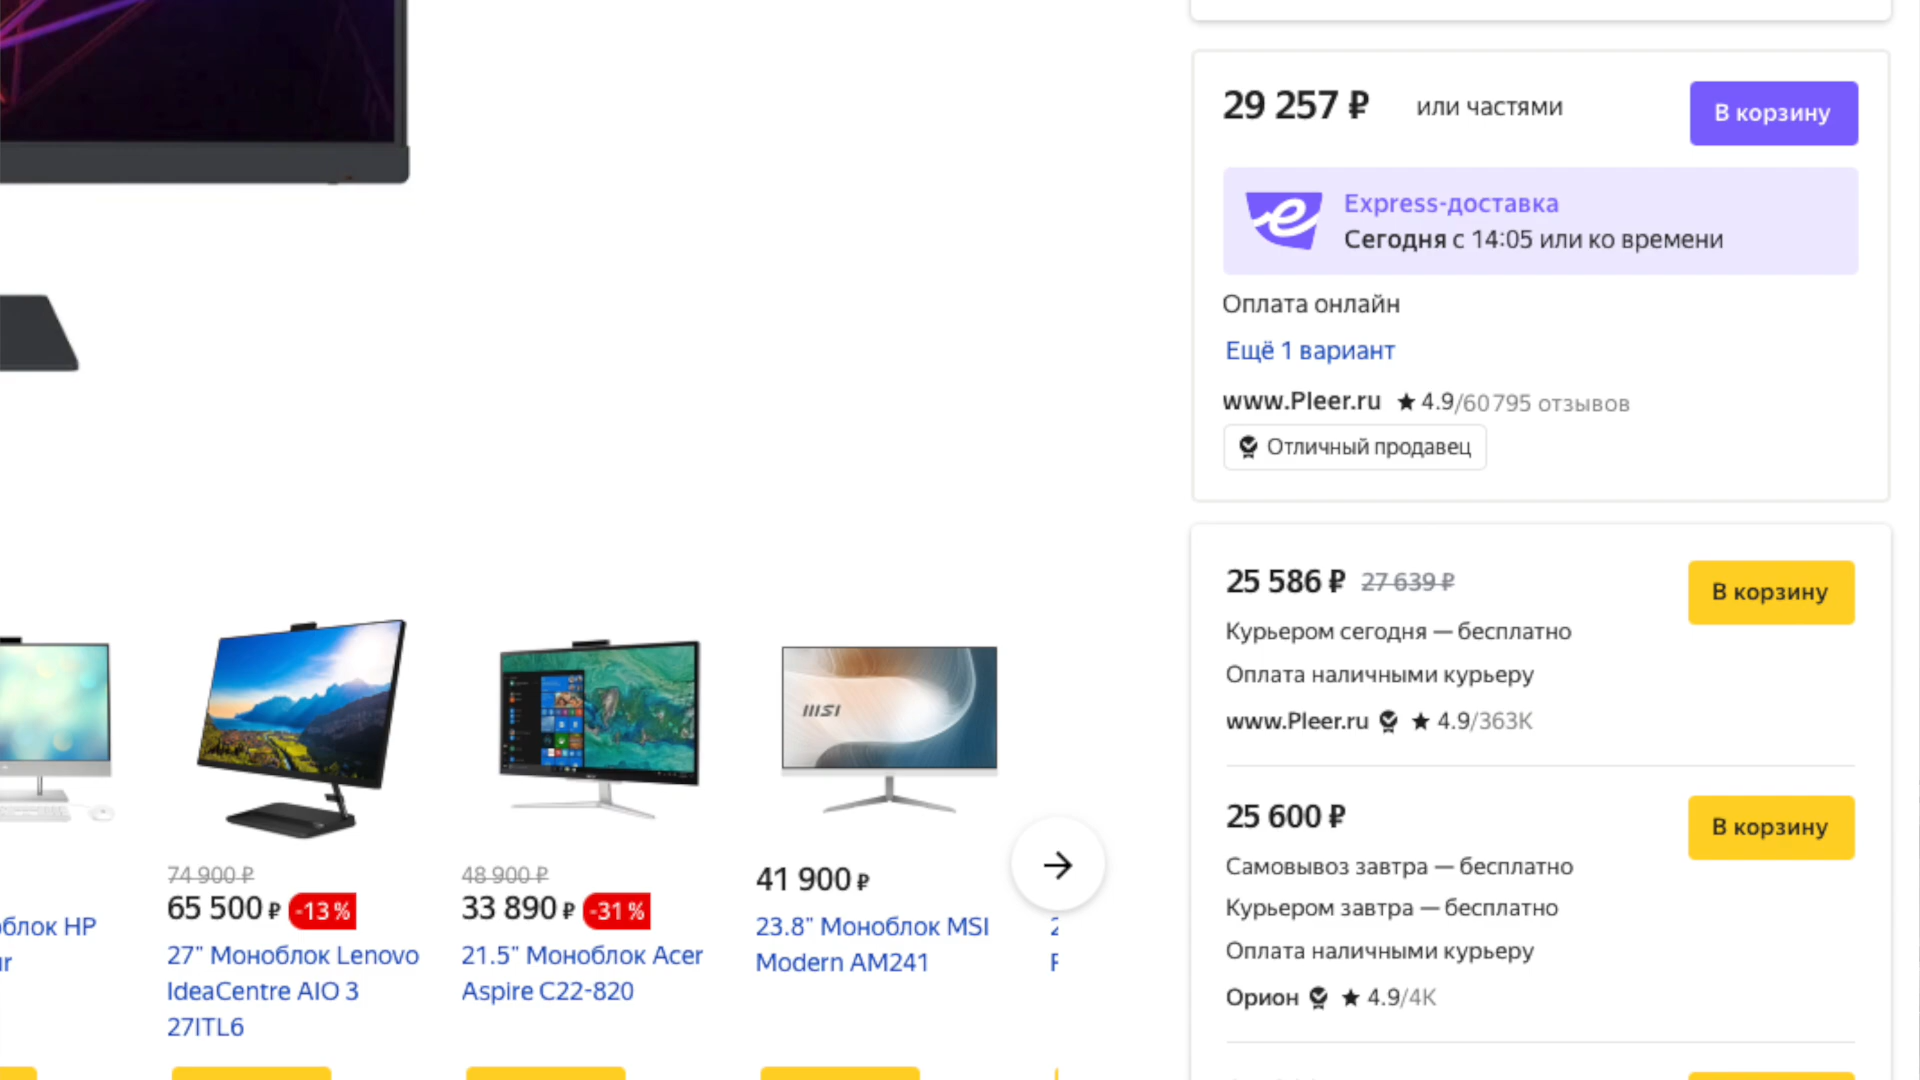 29 257 ₽ или частями
В корзину
Express-доставка
Сегодня с 14:05 или ко времени
Оплата онлайн
Ещё 1 вариант
www.Pleer.ru ★ 4.9/60 795 отзывов
Отличный продавец
25 586 ₽ 27 639 ₽
В корзину
Курьером сегодня — бесплатно
Оплата наличными курьеру
www.Pleer.ru ★ 4.9/363K
25 600 ₽
В корзину
Самовывоз завтра — бесплатно
Курьером завтра — бесплатно
Оплата наличными курьеру
Орион ★ 4.9/4K
HP
74 900 ₽
65 500 ₽ -13 %
27" Моноблок Lenovo
IdeaCentre AIO 3
27ITL6
48 900 ₽
33 890 ₽ -31 %
21.5" Моноблок Acer
Aspire C22-820
msi
41 900 ₽
23.8" Моноблок MSI
Modern AM241